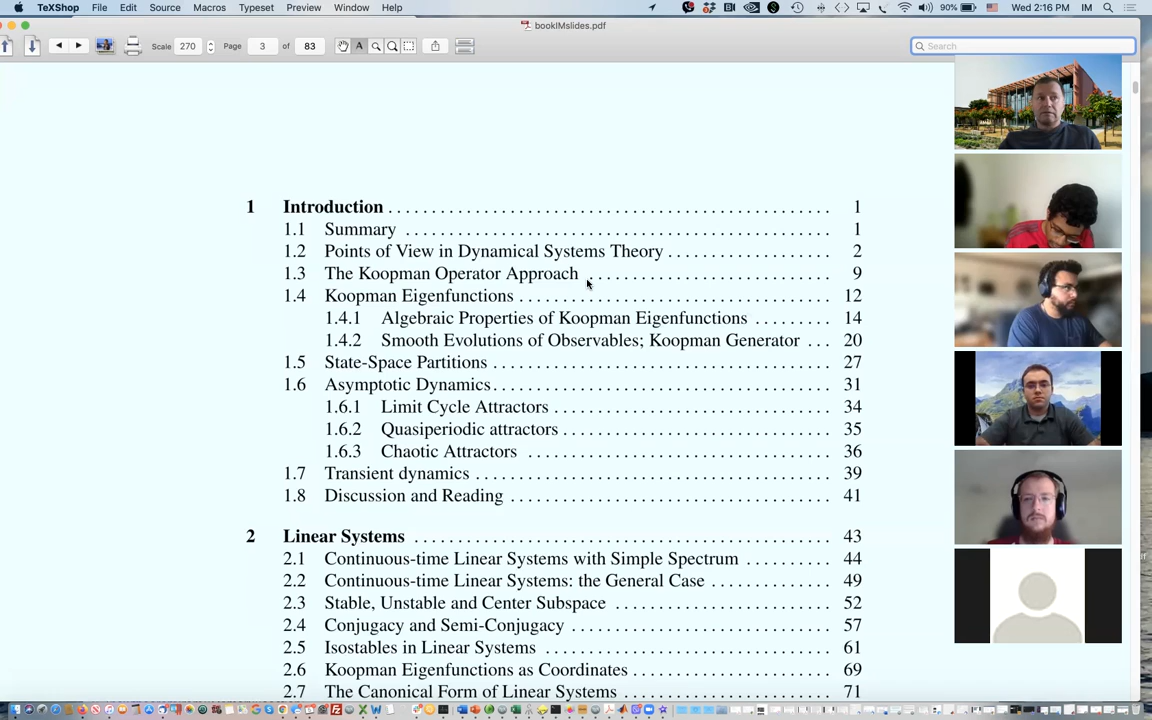 TeXShop File Edit Source Macros Typeset Preview Window Help 90% Wed 2:16 PM IM
bookIMslides.pdf
Scale 270 Page 3 of 83 A Search
1 Introduction . . . . . . . . . . . . . . . . . . . . . . . . . . . . . . . . . . . . . . . . . . . . 1
1.1 Summary . . . . . . . . . . . . . . . . . . . . . . . . . . . . . . . . . . . . . . . . . . 1
1.2 Points of View in Dynamical Systems Theory . . . . . . . . . . . . . . . . 2
1.3 The Koopman Operator Approach . . . . . . . . . . . . . . . . . . . . . . . . 9
1.4 Koopman Eigenfunctions . . . . . . . . . . . . . . . . . . . . . . . . . . . . . . . 12
1.4.1 Algebraic Properties of Koopman Eigenfunctions . . . . . . . . . 14
1.4.2 Smooth Evolutions of Observables; Koopman Generator . . . 20
1.5 State-Space Partitions . . . . . . . . . . . . . . . . . . . . . . . . . . . . . . . . . . 27
1.6 Asymptotic Dynamics . . . . . . . . . . . . . . . . . . . . . . . . . . . . . . . . . . 31
1.6.1 Limit Cycle Attractors . . . . . . . . . . . . . . . . . . . . . . . . . . . . 34
1.6.2 Quasiperiodic attractors . . . . . . . . . . . . . . . . . . . . . . . . . . . 35
1.6.3 Chaotic Attractors . . . . . . . . . . . . . . . . . . . . . . . . . . . . . . . 36
1.7 Transient dynamics . . . . . . . . . . . . . . . . . . . . . . . . . . . . . . . . . . . . 39
1.8 Discussion and Reading . . . . . . . . . . . . . . . . . . . . . . . . . . . . . . . . 41
2 Linear Systems . . . . . . . . . . . . . . . . . . . . . . . . . . . . . . . . . . . . . . . . . 43
2.1 Continuous-time Linear Systems with Simple Spectrum . . . . . . . . . . 44
2.2 Continuous-time Linear Systems: the General Case . . . . . . . . . . . . 49
2.3 Stable, Unstable and Center Subspace . . . . . . . . . . . . . . . . . . . . . 52
2.4 Conjugacy and Semi-Conjugacy . . . . . . . . . . . . . . . . . . . . . . . . . . 57
2.5 Isostables in Linear Systems . . . . . . . . . . . . . . . . . . . . . . . . . . . . . 61
2.6 Koopman Eigenfunctions as Coordinates . . . . . . . . . . . . . . . . . . . 69
2.7 The Canonical Form of Linear Systems . . . . . . . . . . . . . . . . . . . . 71